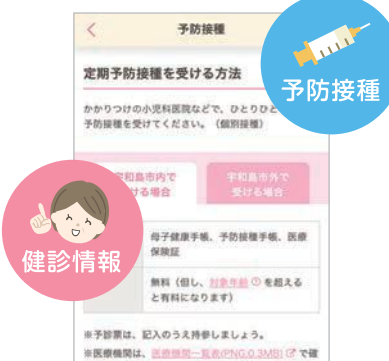 予防接種
予防接種
定期予防接種を受ける方法
かかりつけの小児科医院などで、ひとりひと
予防接種を受けてください。（個別接種）
宇和島市内で
ける場合
宇和島市外で
受ける場合
健診情報
母子健康手帳、予防接種手帳、医療
保険証
無料（但し、対象年齢を超える
と有料になります）
※予診票は、記入のうえ持参しましょう。
※医療機関は、医療機関一覧表(PNG:0.3MB)で確